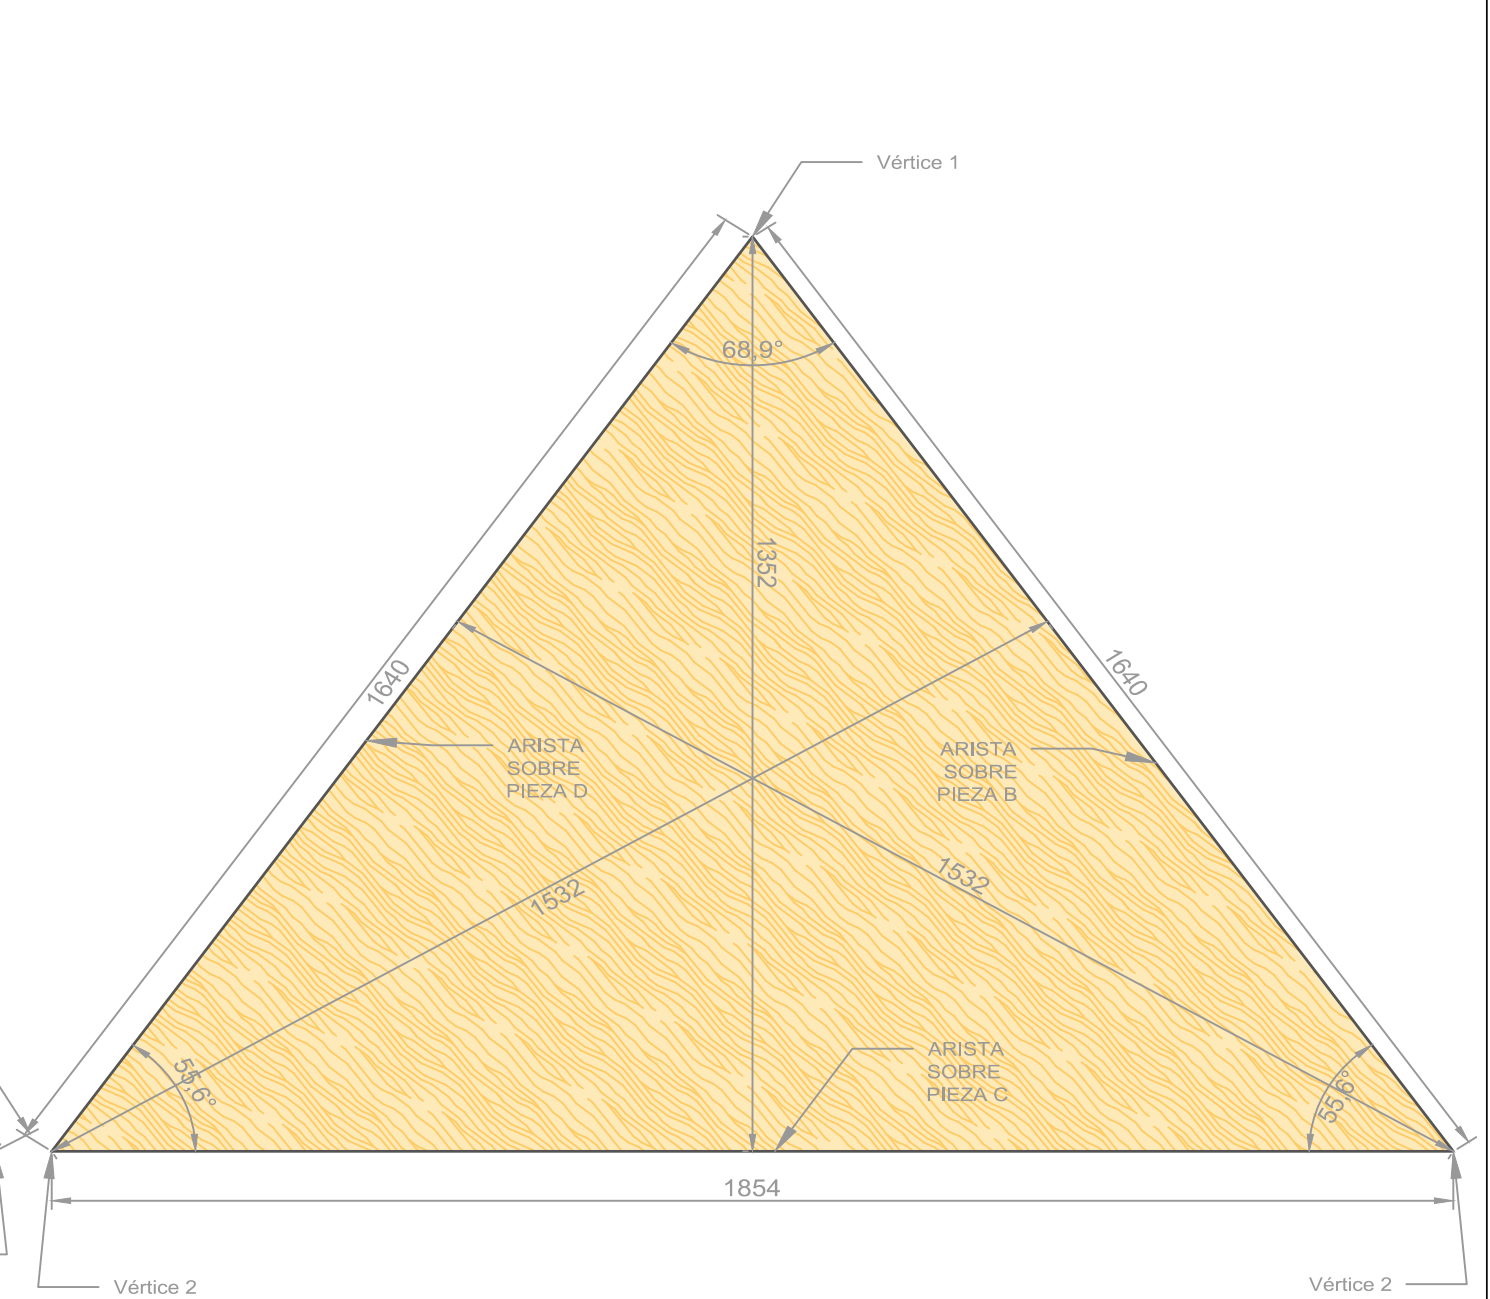 Vértice 1
68,9°
1352
1640
1640
ARISTA
SOBRE
PIEZA D
ARISTA
SOBRE
PIEZA B
1532
1532
55,6°
ARISTA
SOBRE
PIEZA C
55,6°
1854
Vértice 2
Vértice 2